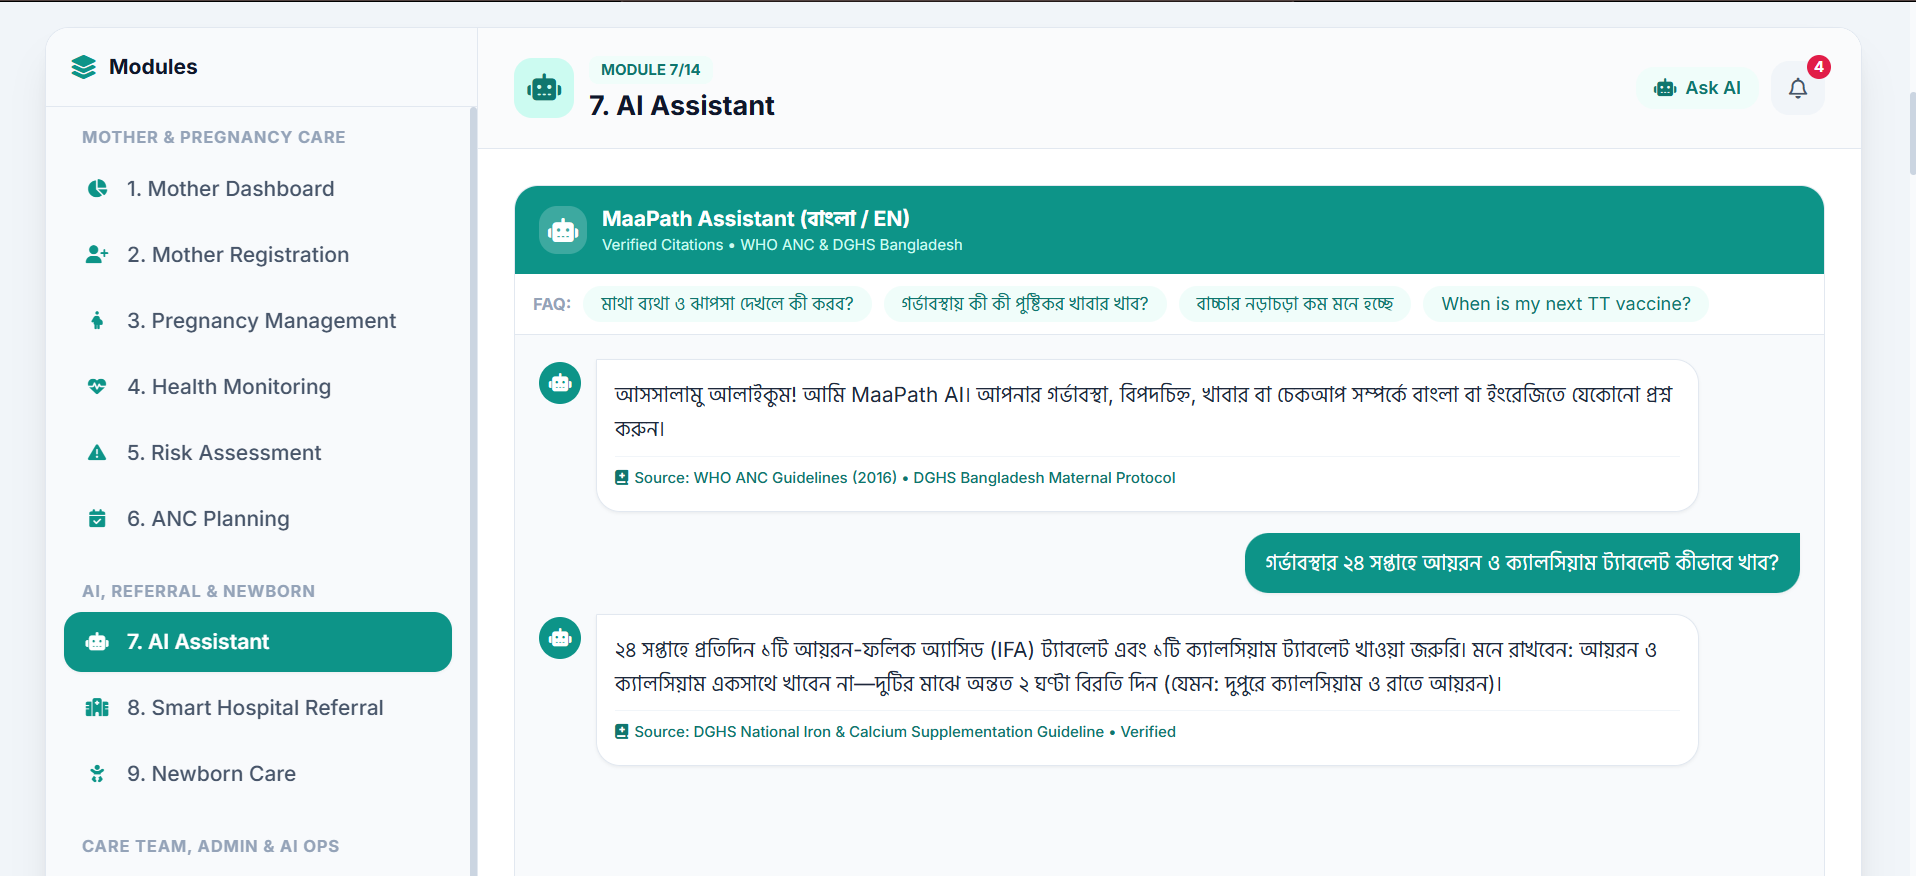 Modules
MOTHER & PREGNANCY CARE
1. Mother Dashboard
2. Mother Registration
3. Pregnancy Management
4. Health Monitoring
5. Risk Assessment
6. ANC Planning
AI, REFERRAL & NEWBORN
7. AI Assistant
8. Smart Hospital Referral
9. Newborn Care
CARE TEAM, ADMIN & AI OPS
MODULE 7/14
7. AI Assistant
Ask AI
4
MaaPath Assistant (বাংলা / EN)
Verified Citations • WHO ANC & DGHS Bangladesh
FAQ: মাথা ব্যথা ও ঝাপসা দেখলে কী করব? গর্ভাবস্থায় কী কী পুষ্টিকর খাবার খাব? বাচ্চার নড়াচড়া কম মনে হচ্ছে When is my next TT vaccine?
আসসালামু আলাইকুম! আমি MaaPath AI। আপনার গর্ভাবস্থা, বিপদচিহ্ন, খাবার বা চেকআপ সম্পর্কে বাংলা বা ইংরেজিতে যেকোনো প্রশ্ন
করুন।
Source: WHO ANC Guidelines (2016) • DGHS Bangladesh Maternal Protocol
গর্ভাবস্থার ২৪ সপ্তাহে আয়রন ও ক্যালসিয়াম ট্যাবলেট কীভাবে খাব?
২৪ সপ্তাহে প্রতিদিন ১টি আয়রন-ফলিক অ্যাসিড (IFA) ট্যাবলেট এবং ১টি ক্যালসিয়াম ট্যাবলেট খাওয়া জরুরি। মনে রাখবেন: আয়রন ও
ক্যালসিয়াম একসাথে খাবেন না—দুটির মাঝে অন্তত ২ ঘণ্টা বিরতি দিন (যেমন: দুপুরে ক্যালসিয়াম ও রাতে আয়রন)।
Source: DGHS National Iron & Calcium Supplementation Guideline • Verified